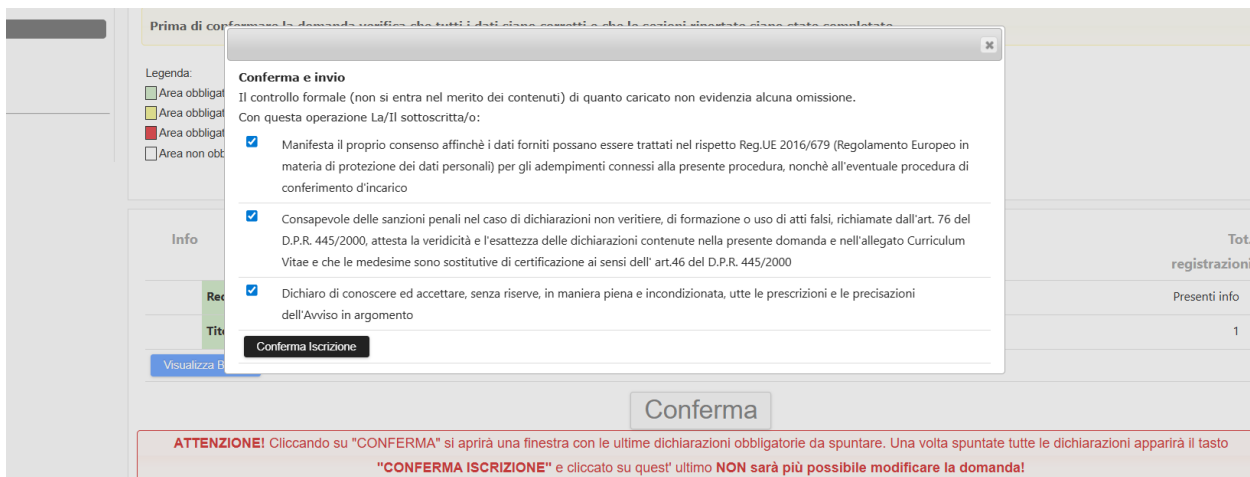 Prima di confermare la domanda verifica che tutti i dati siano corretti e che le sezioni riportate siano state completate
Legenda:
Area obbligat
Area obbligat
Area obbligat
Area non obb
Conferma e invio
Il controllo formale (non si entra nel merito dei contenuti) di quanto caricato non evidenzia alcuna omissione.
Con questa operazione La/Il sottoscritta/o:
Manifesta il proprio consenso affinchè i dati forniti possano essere trattati nel rispetto Reg.UE 2016/679 (Regolamento Europeo in
materia di protezione dei dati personali) per gli adempimenti connessi alla presente procedura, nonchè all'eventuale procedura di
conferimento d'incarico
Consapevole delle sanzioni penali nel caso di dichiarazioni non veritiere, di formazione o uso di atti falsi, richiamate dall'art. 76 del
D.P.R. 445/2000, attesta la veridicità e l'esattezza delle dichiarazioni contenute nella presente domanda e nell'allegato Curriculum
Vitae e che le medesime sono sostitutive di certificazione ai sensi dell' art.46 del D.P.R. 445/2000
Dichiaro di conoscere ed accettare, senza riserve, in maniera piena e incondizionata, utte le prescrizioni e le precisazioni
dell'Avviso in argomento
Conferma Iscrizione
Info
Tot.
registrazioni
Rec
Presenti info
Tito
1
Visualizza B
Conferma
ATTENZIONE! Cliccando su "CONFERMA" si aprirà una finestra con le ultime dichiarazioni obbligatorie da spuntare. Una volta spuntate tutte le dichiarazioni apparirà il tasto
"CONFERMA ISCRIZIONE" e cliccato su quest' ultimo NON sarà più possibile modificare la domanda!